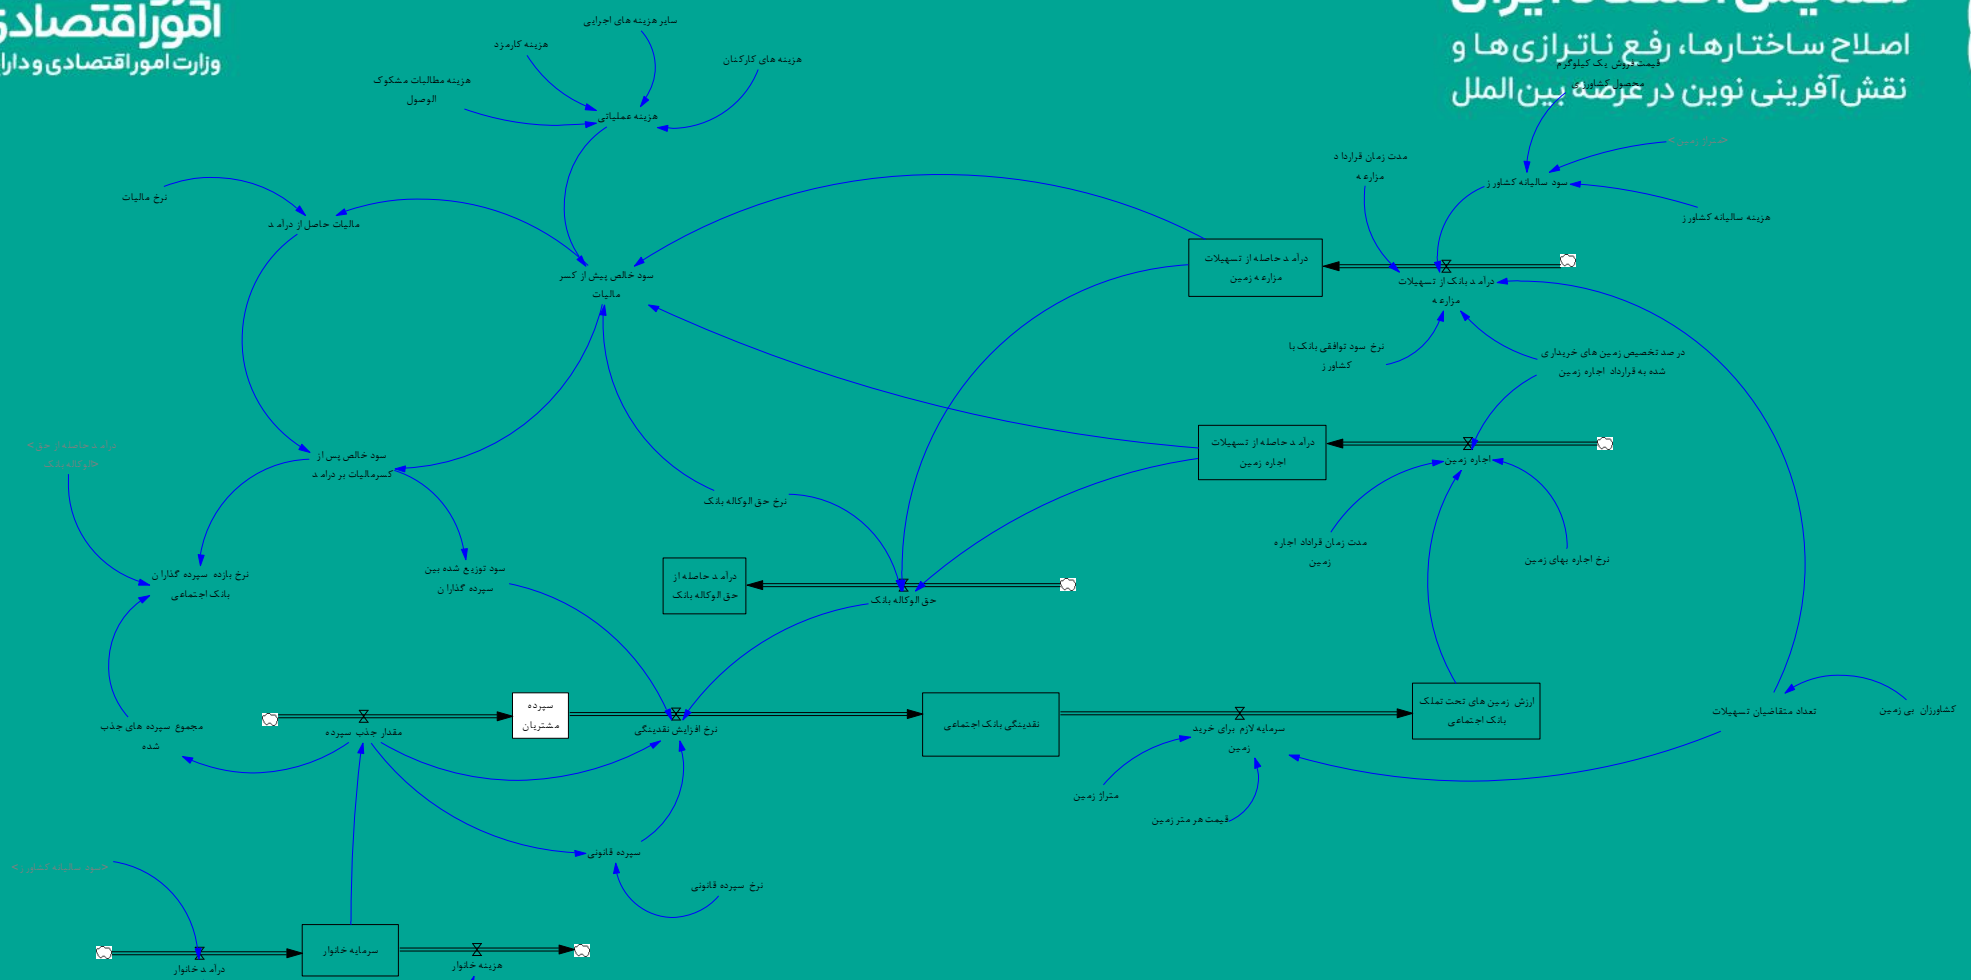 امور اقتصادی
وزارت امور اقتصادی و دارا
اصلاح ساختارها، رفع ناترازی‌ها و
نقش‌آفرینی نوین در عرصه بین‌الملل
سایر هزینه های اجرایی
هزینه کارمزد
هزینه های کارکنان
هزینه مطالبات مشکوک
الوصول
هزینه عملیاتی
قیمت فروش یک کیلوگرم
محصول کشاورزی
مدت زمان قرارداد
مزارعه
سود سالیانه کشاورز
هزینه سالیانه کشاورز
نرخ مالیات
مالیات حاصل از درآمد
سود خالص پیش از کسر
مالیات
درآمد حاصله از تسهیلات
مزارعه زمین
درآمد بانک از تسهیلات
مزارعه
نرخ سود توافقی بانک با
کشاورز
درصد تخصیص زمین های خریداری
شده به قرارداد اجاره زمین
درآمد حاصله از تسهیلات
اجاره زمین
اجاره زمین
سود خالص پس از
کسرمالیات بر درامد
نرخ حق الوکاله بانک
مدت زمان قراداد اجاره
زمین
نرخ اجاره بهای زمین
نرخ بازده سپرده گذاران
بانک اجتماعی
سود توزیع شده بین
سپرده گذاران
درآمد حاصله از
حق الوکاله بانک
حق الوکاله بانک
مجموع سپرده های جذب
شده
مقدار جذب سپرده
سپرده
مشتریان
نرخ افزایش نقدینگی
نقدینگی بانک اجتماعی
سرمایه لازم برای خرید
زمین
ارزش زمین های تحت تملک
بانک اجتماعی
تعداد متقاضیان تسهیلات
کشاورزان بی زمین
متراژ زمین
قیمت هر متر زمین
سپرده قانونی
نرخ سپرده قانونی
سرمایه خانوار
درآمد خانوار
هزینه خانوار